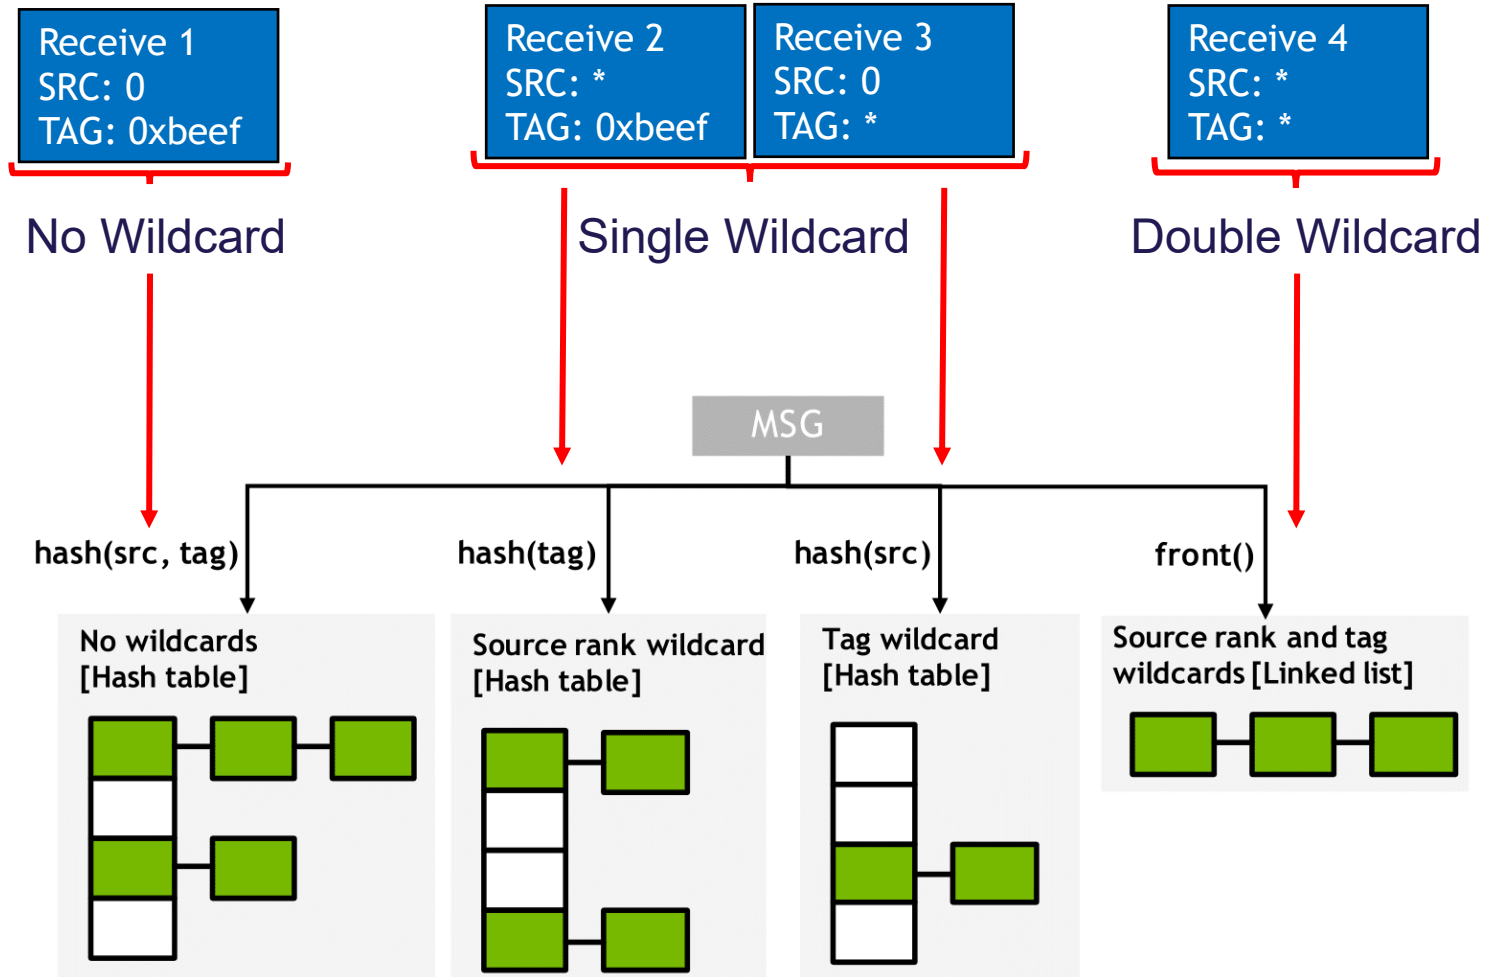 Receive 1
SRC: 0
TAG: 0xbeef
Receive 2
SRC: *
TAG: 0xbeef
Receive 3
SRC: 0
TAG: *
Receive 4
SRC: *
TAG: *
No Wildcard
Single Wildcard
Double Wildcard
MSG
hash(src, tag)
hash(tag)
hash(src)
front()
No wildcards
[Hash table]
Source rank wildcard
[Hash table]
Tag wildcard
[Hash table]
Source rank and tag
wildcards [Linked list]